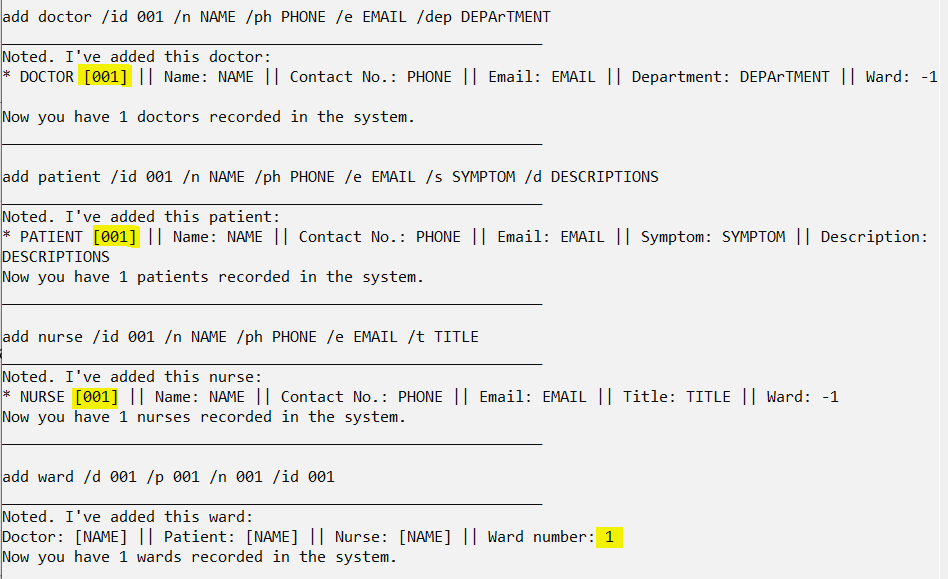 add doctor /id 001 /n NAME /ph PHONE /e EMAIL /dep DEPArTMENT
____________________________________________________________
Noted. I've added this doctor:
* DOCTOR [001] || Name: NAME || Contact No.: PHONE || Email: EMAIL || Department: DEPArTMENT || Ward: -1
Now you have 1 doctors recorded in the system.
____________________________________________________________
add patient /id 001 /n NAME /ph PHONE /e EMAIL /s SYMPTOM /d DESCRIPTIONS
____________________________________________________________
Noted. I've added this patient:
* PATIENT [001] || Name: NAME || Contact No.: PHONE || Email: EMAIL || Symptom: SYMPTOM || Description:
DESCRIPTIONS
Now you have 1 patients recorded in the system.
____________________________________________________________
add nurse /id 001 /n NAME /ph PHONE /e EMAIL /t TITLE
____________________________________________________________
Noted. I've added this nurse:
* NURSE [001] || Name: NAME || Contact No.: PHONE || Email: EMAIL || Title: TITLE || Ward: -1
Now you have 1 nurses recorded in the system.
____________________________________________________________
add ward /d 001 /p 001 /n 001 /id 001
____________________________________________________________
Noted. I've added this ward:
Doctor: [NAME] || Patient: [NAME] || Nurse: [NAME] || Ward number: 1
Now you have 1 wards recorded in the system.